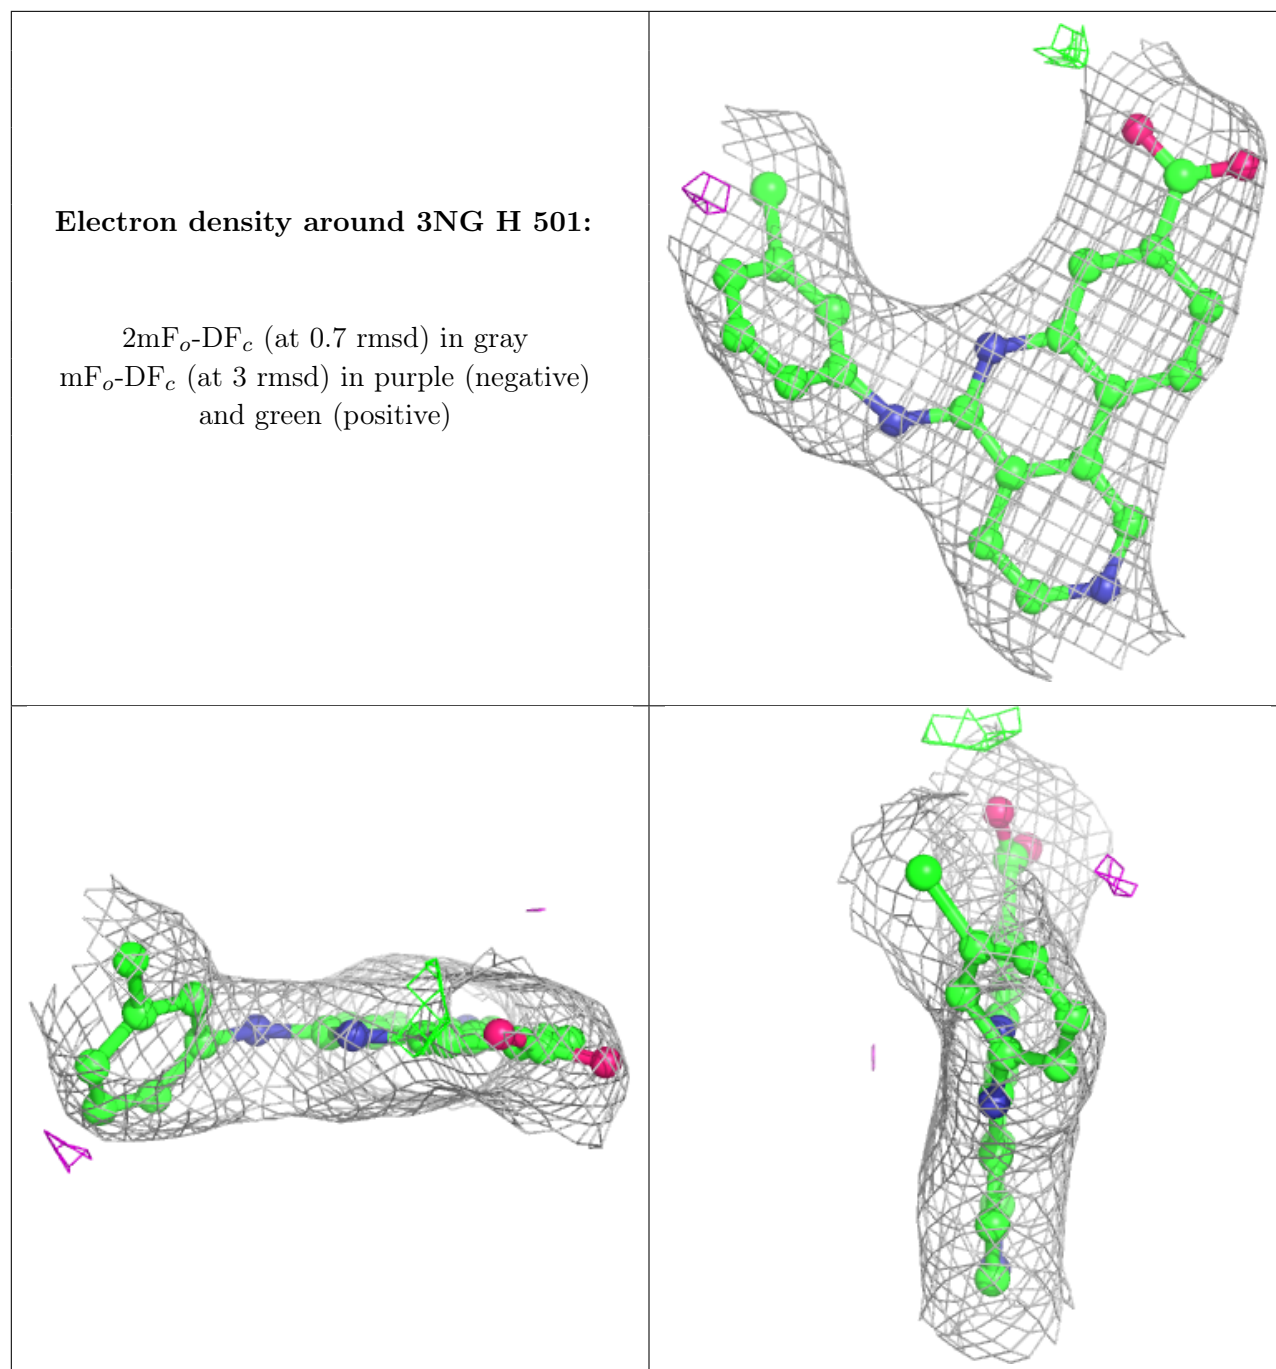 Electron density around 3NG H 501:
2mFo-DFc (at 0.7 rmsd) in gray
mFo-DFc (at 3 rmsd) in purple (negative)
and green (positive)